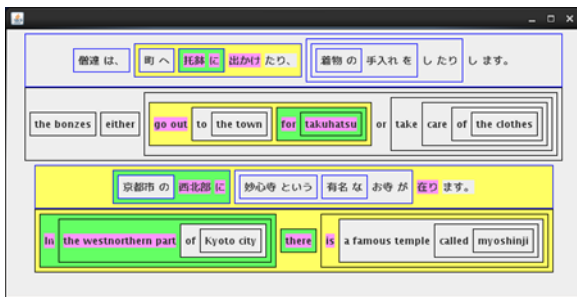 僧達 は、 町 へ 托鉢 に 出かけ たり、 着物 の 手入れ を し たり し ます。
the bonzes either go out to the town for takuhatsu or take care of the clothes
京都市 の 西北部 に 妙心寺 という 有名 な お寺 が 在り ます。
In the westnorthern part of Kyoto city there is a famous temple called myoshinji